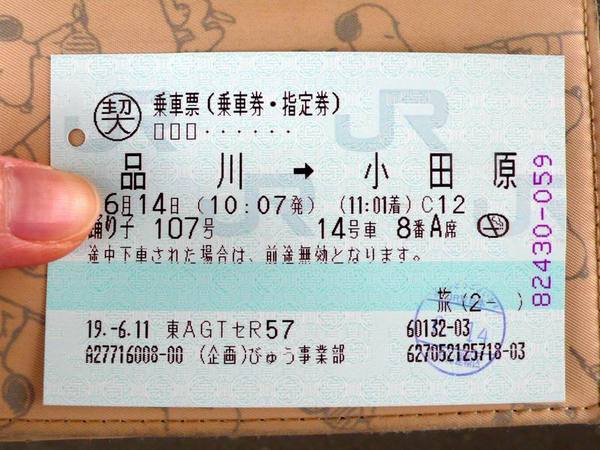 契 乗車票(乗車券・指定券)
□□□・・・・・・
品川 → 小田原
6月14日 (10:07発) (11:01着) C12
踊り子 107号 14号車 8番A席
途中下車された場合は、前途無効となります。
旅(2- )
19.-6.11 東AGTセR57 60132-03
A27716008-00 (企画)びゅう事業部 627052125718-03
82430-059
JR
JR
JR